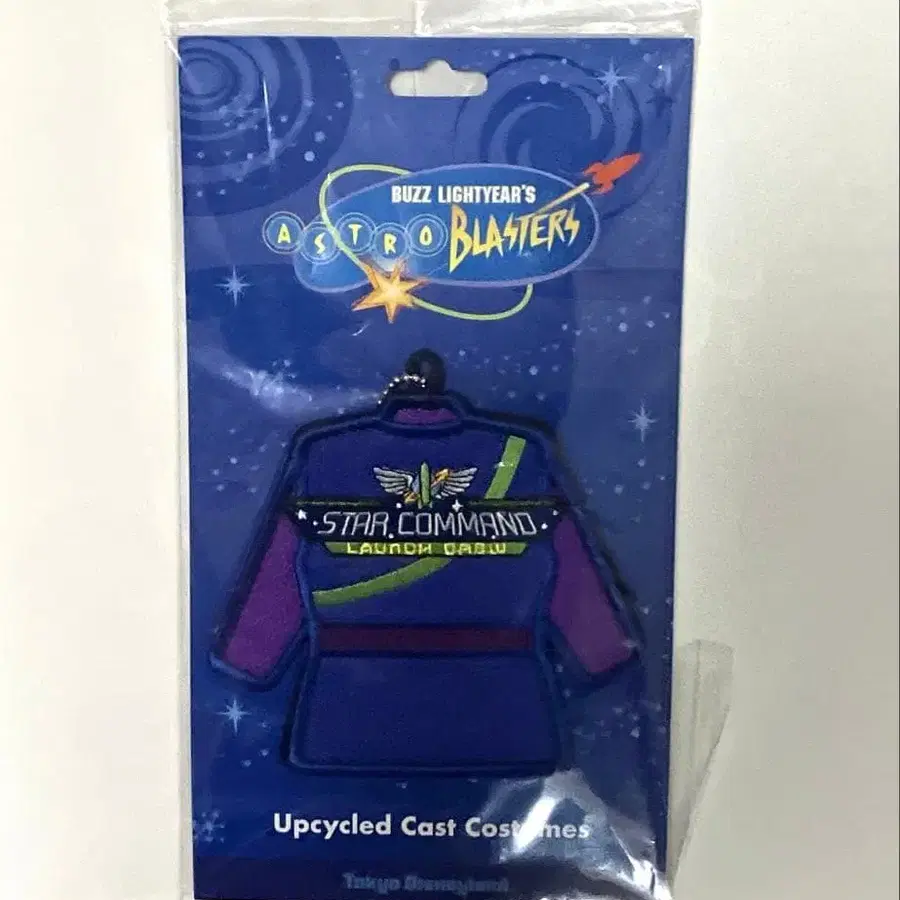 BUZZ LIGHTYEAR'S
ASTRO BLASTERS
STAR COMMAND
LAUNCH CREW
Upcycled Cast Costumes
Tokyo Disneyland